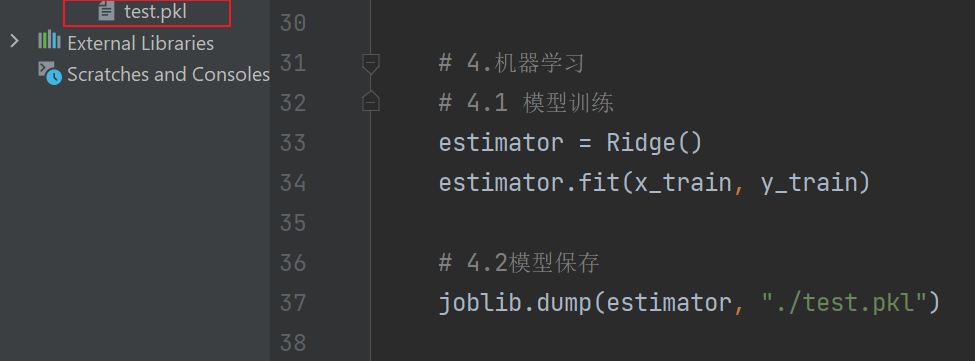 test.pkl
External Libraries
Scratches and Consoles
30
31 # 4.机器学习
32 # 4.1 模型训练
33 estimator = Ridge()
34 estimator.fit(x_train, y_train)
35
36 # 4.2模型保存
37 joblib.dump(estimator, "./test.pkl")
38